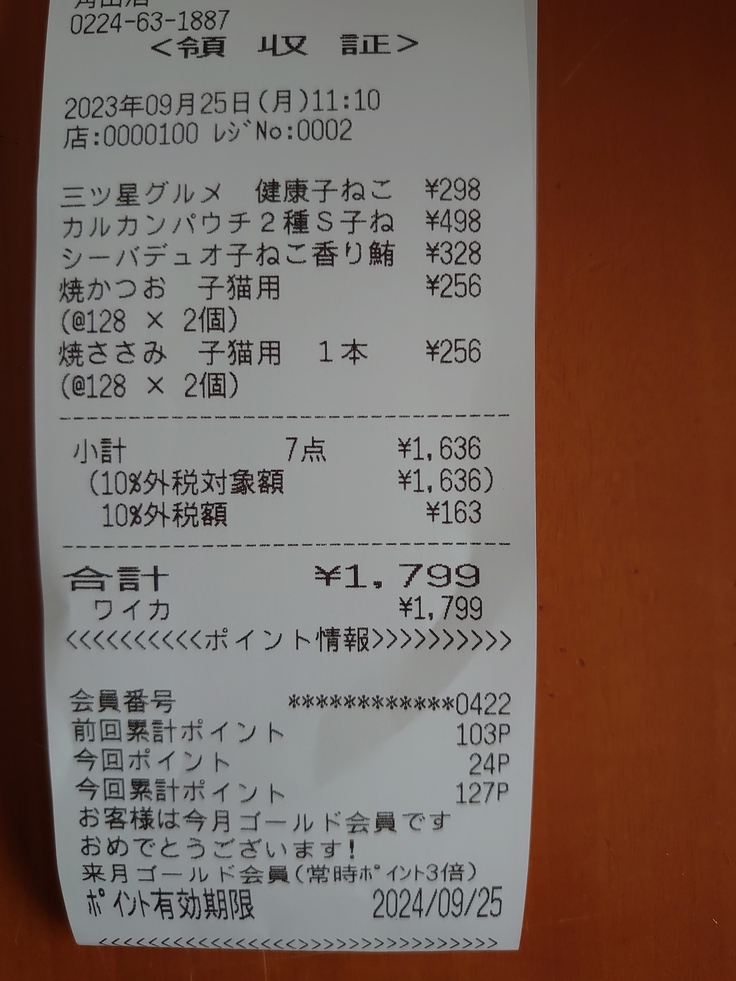 0224-63-1887
<領 収 証>
2023年09月25日(月)11:10
店:0000100 レジNo:0002
三ツ星グルメ 健康子ねこ ¥298
カルカンパウチ2種S子ね ¥498
シーバデュオ子ねこ香り鮪 ¥328
焼かつお 子猫用 ¥256
(@128 × 2個)
焼ささみ 子猫用 1本 ¥256
(@128 × 2個)
小計 7点 ¥1,636
(10%外税対象額 ¥1,636)
10%外税額 ¥163
合計 ¥1,799
ワイカ ¥1,799
<<<<<<<<<<ポイント情報>>>>>>>>>>
会員番号 ************0422
前回累計ポイント 103P
今回ポイント 24P
今回累計ポイント 127P
お客様は今月ゴールド会員です
おめでとうございます!
来月ゴールド会員(常時ポイント3倍)
ポイント有効期限 2024/09/25